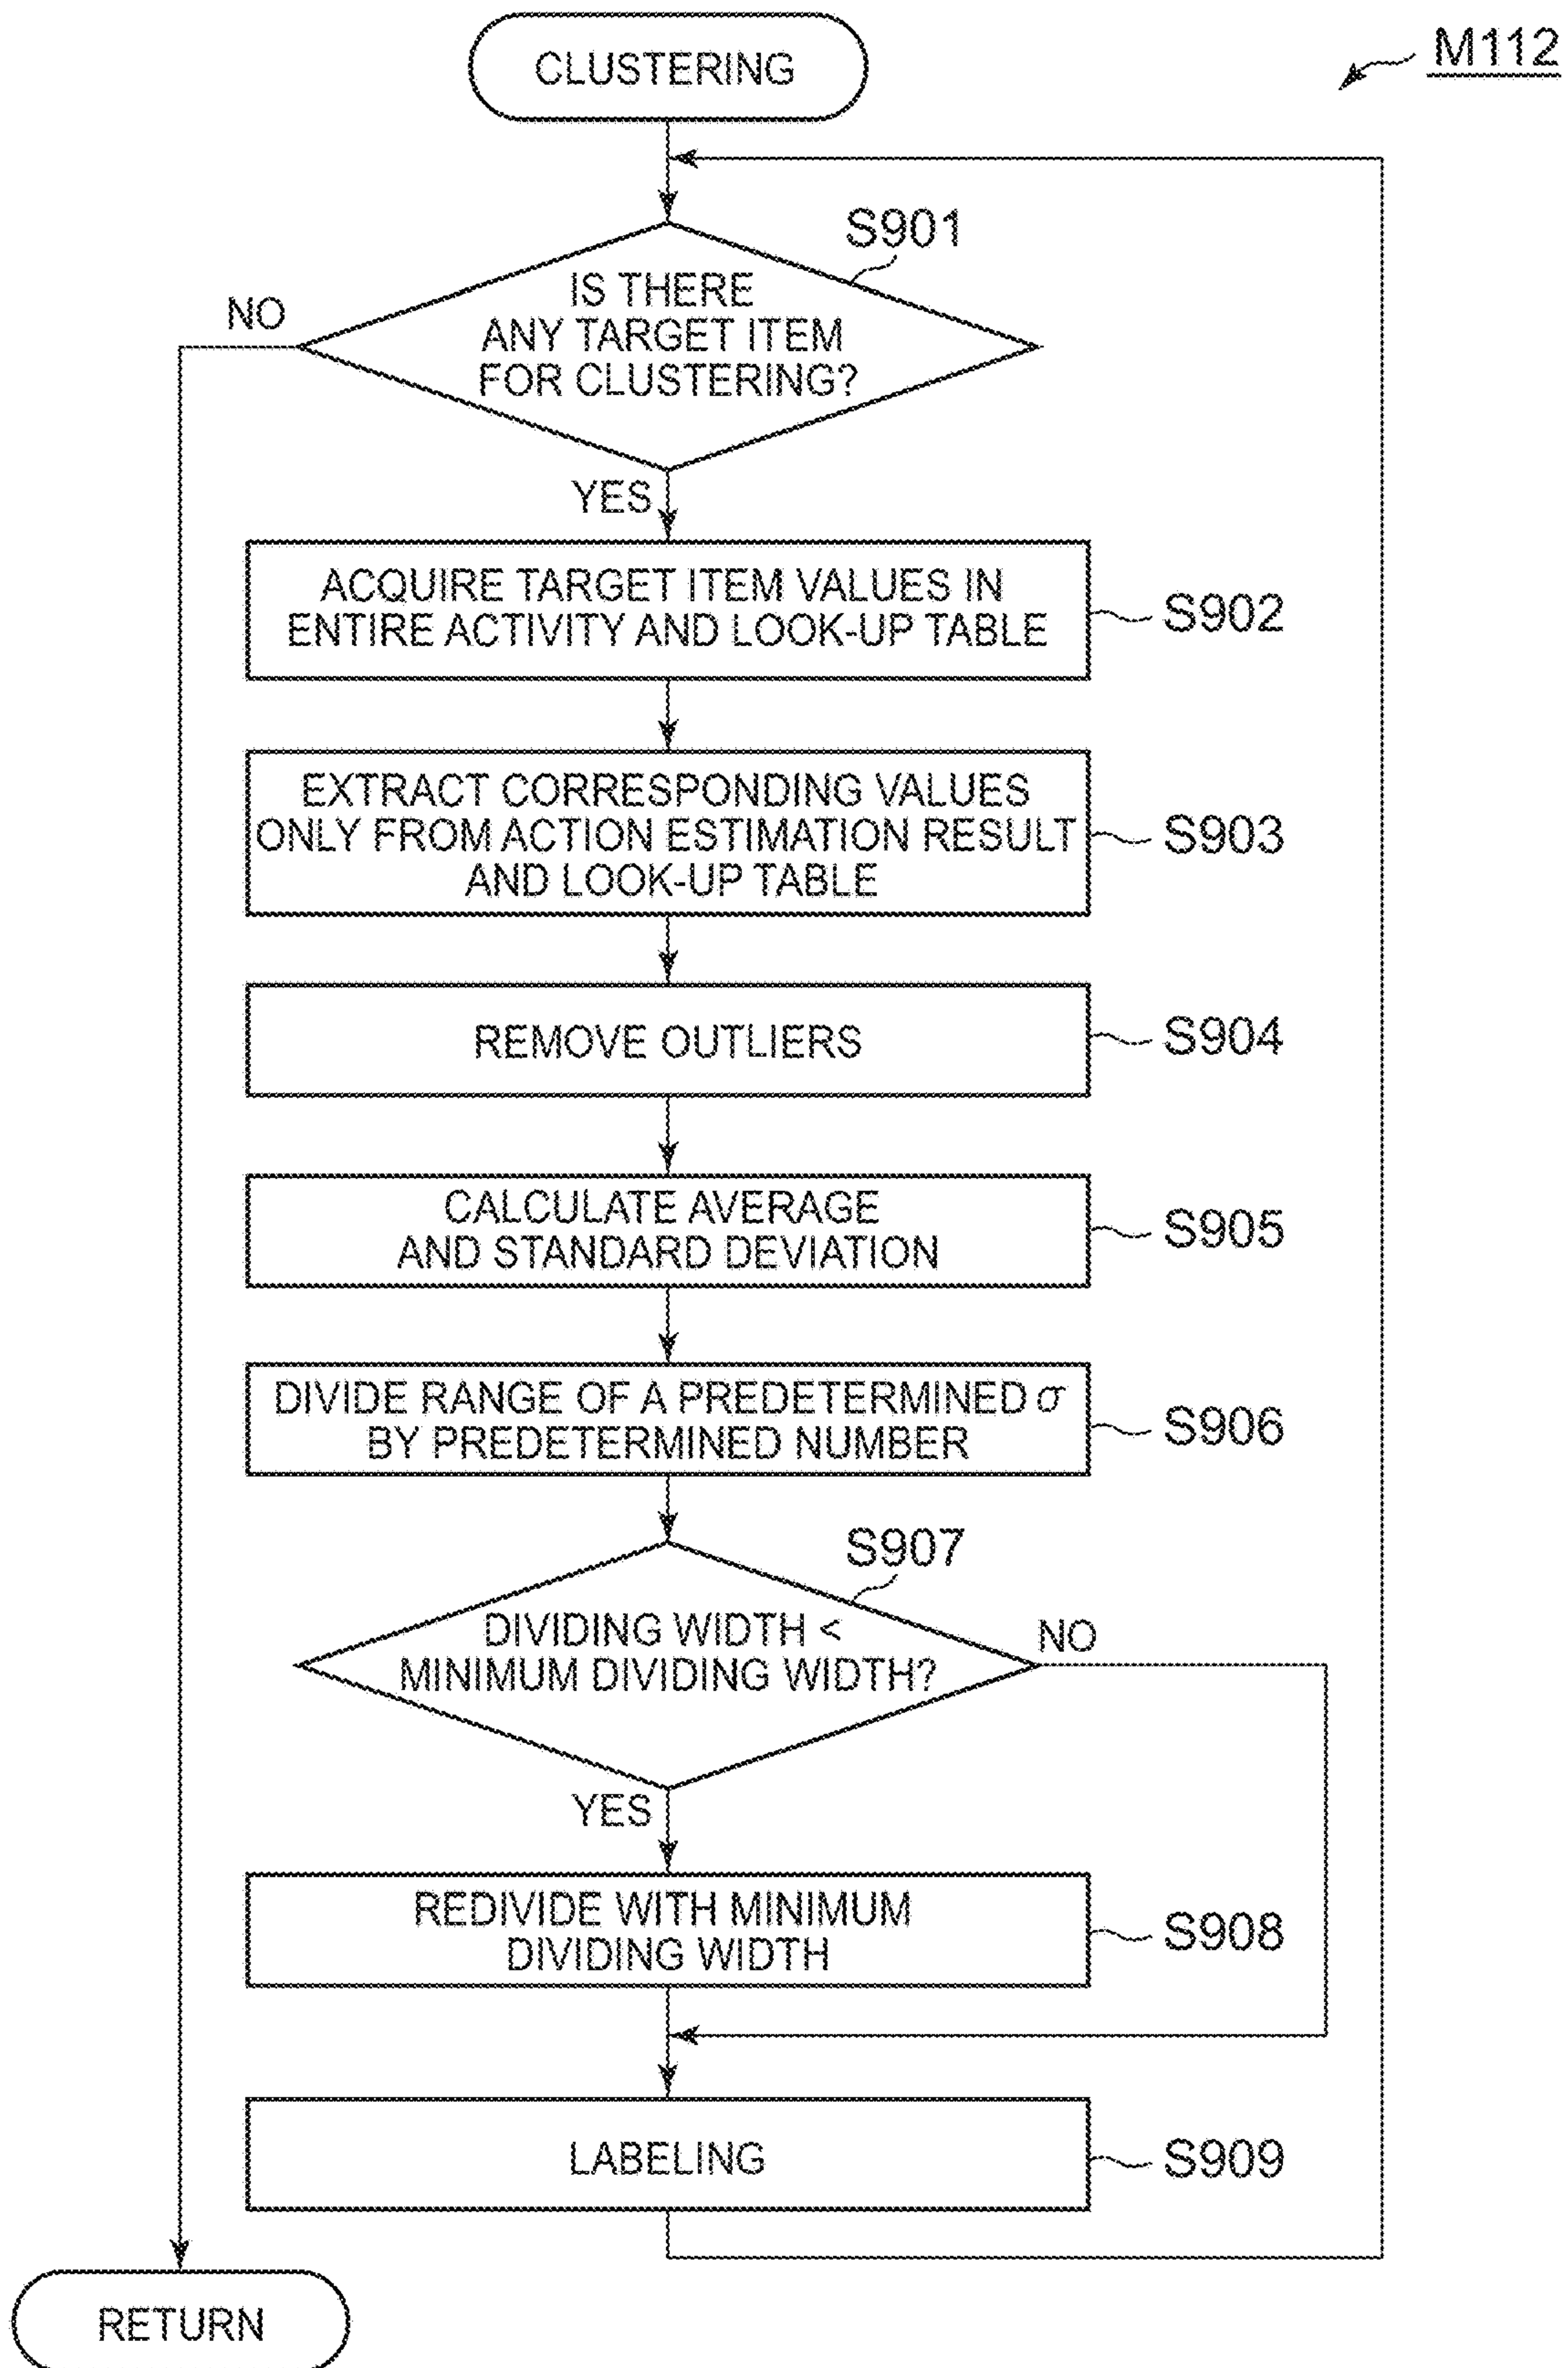 M112
CLUSTERING
S901
IS THERE
ANY TARGET ITEM
FOR CLUSTERING?
NO
YES
ACQUIRE TARGET ITEM VALUES IN
ENTIRE ACTIVITY AND LOOK-UP TABLE
S902
EXTRACT CORRESPONDING VALUES
ONLY FROM ACTION ESTIMATION RESULT
AND LOOK-UP TABLE
S903
REMOVE OUTLIERS
S904
CALCULATE AVERAGE
AND STANDARD DEVIATION
S905
DIVIDE RANGE OF A PREDETERMINED σ
BY PREDETERMINED NUMBER
S906
S907
DIVIDING WIDTH <
MINIMUM DIVIDING WIDTH?
NO
YES
REDIVIDE WITH MINIMUM
DIVIDING WIDTH
S908
LABELING
S909
RETURN